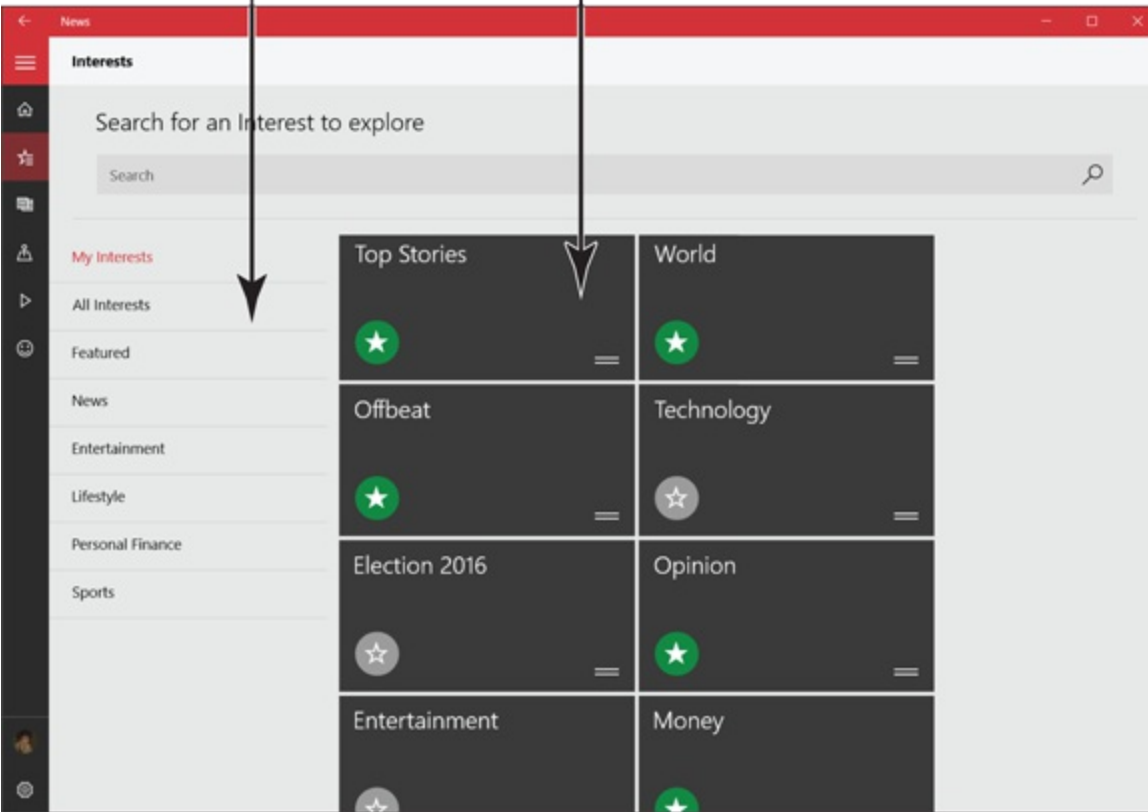 News
Interests
Search for an Interest to explore
Search
My Interests
All Interests
Featured
News
Entertainment
Lifestyle
Personal Finance
Sports
Top Stories
World
Offbeat
Technology
Election 2016
Opinion
Entertainment
Money